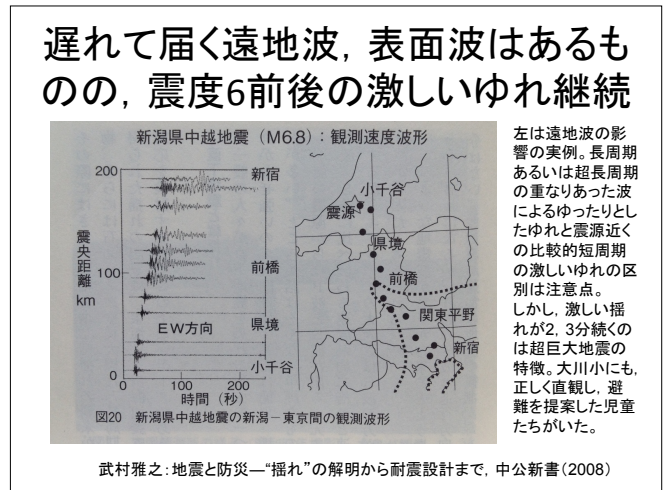 遅れて届く遠地波，表面波はあるも
のの，震度6前後の激しいゆれ継続
新潟県中越地震（M6.8）：観測速度波形
200
新宿
震央距離
100
km
前橋
EW方向
県境
小千谷
0
0
100
200
時間（秒）
小千谷
震源
県境
前橋
関東平野
新宿
図20 新潟県中越地震の新潟－東京間の観測波形
左は遠地波の影
響の実例。長周期
あるいは超長周期
の重なりあった波
によるゆったりとし
たゆれと震源近く
の比較的短周期
の激しいゆれの区
別は注意点。
しかし，激しい揺
れが2，3分続くの
は超巨大地震の
特徴。大川小にも，
正しく直観し，避
難を提案した児童
たちがいた。
武村雅之：地震と防災―“揺れ”の解明から耐震設計まで，中公新書（2008）